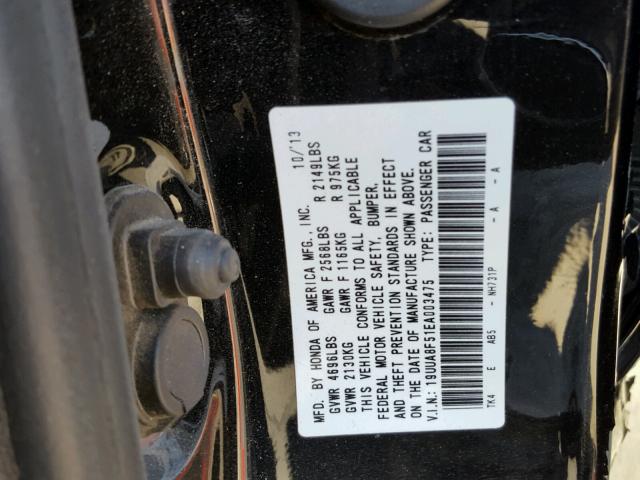 MFD. BY HONDA OF AMERICA MFG., INC. 10/'13
GVWR 4696LBS GAWR F 2568LBS R 2149LBS
GVWR 2130KG GAWR F 1165KG R 975KG
THIS VEHICLE CONFORMS TO ALL APPLICABLE
FEDERAL MOTOR VEHICLE SAFETY, BUMPER,
AND THEFT PREVENTION STANDARDS IN EFFECT
ON THE DATE OF MANUFACTURE SHOWN ABOVE.
V.I.N.: 19UUA8F51EA003475 TYPE: PASSENGER CAR
TK4 E AB5 - NH731P - A - A